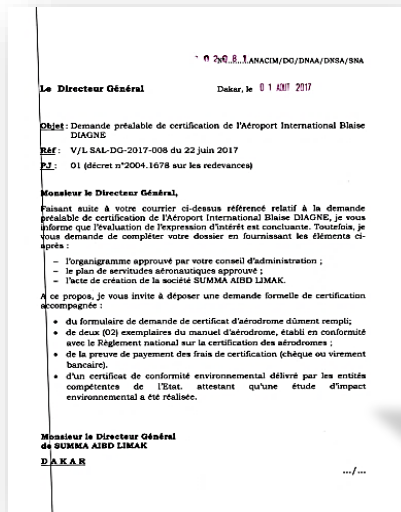 ANACIM/DG/DNAA/DNSA/SNA
Le Directeur Général
Dakar, le 01 AOUT 2017
Objet : Demande préalable de certification de l'Aéroport International Blaise
DIAGNE
Réf : V/L SAL-DG-2017-008 du 22 juin 2017
PJ : 01 (décret n°2004.1678 sur les redevances)
Monsieur le Directeur Général,
Faisant suite à votre courrier ci-dessus référencé relatif à la demande
préalable de certification de l'Aéroport International Blaise DIAGNE, je vous
informe que l'évaluation de l'expression d'intérêt est concluante. Toutefois, je
vous demande de compléter votre dossier en fournissant les éléments ci-
après :
– l'organigramme approuvé par votre conseil d'administration ;
– le plan de servitudes aéronautiques approuvé ;
– l'acte de création de la société SUMMA AIBD LIMAK.
A ce propos, je vous invite à déposer une demande formelle de certification
accompagnée :
• du formulaire de demande de certificat d'aérodrome dûment rempli;
• de deux (02) exemplaires du manuel d'aérodrome, établi en conformité
avec le Règlement national sur la certification des aérodromes ;
• de la preuve de payement des frais de certification (chèque ou virement
bancaire).
• d'un certificat de conformité environnemental délivré par les entités
compétentes de l'Etat. attestant qu'une étude d'impact
environnemental a été réalisée.
Monsieur le Directeur Général
de SUMMA AIBD LIMAK
DAKAR
.../...